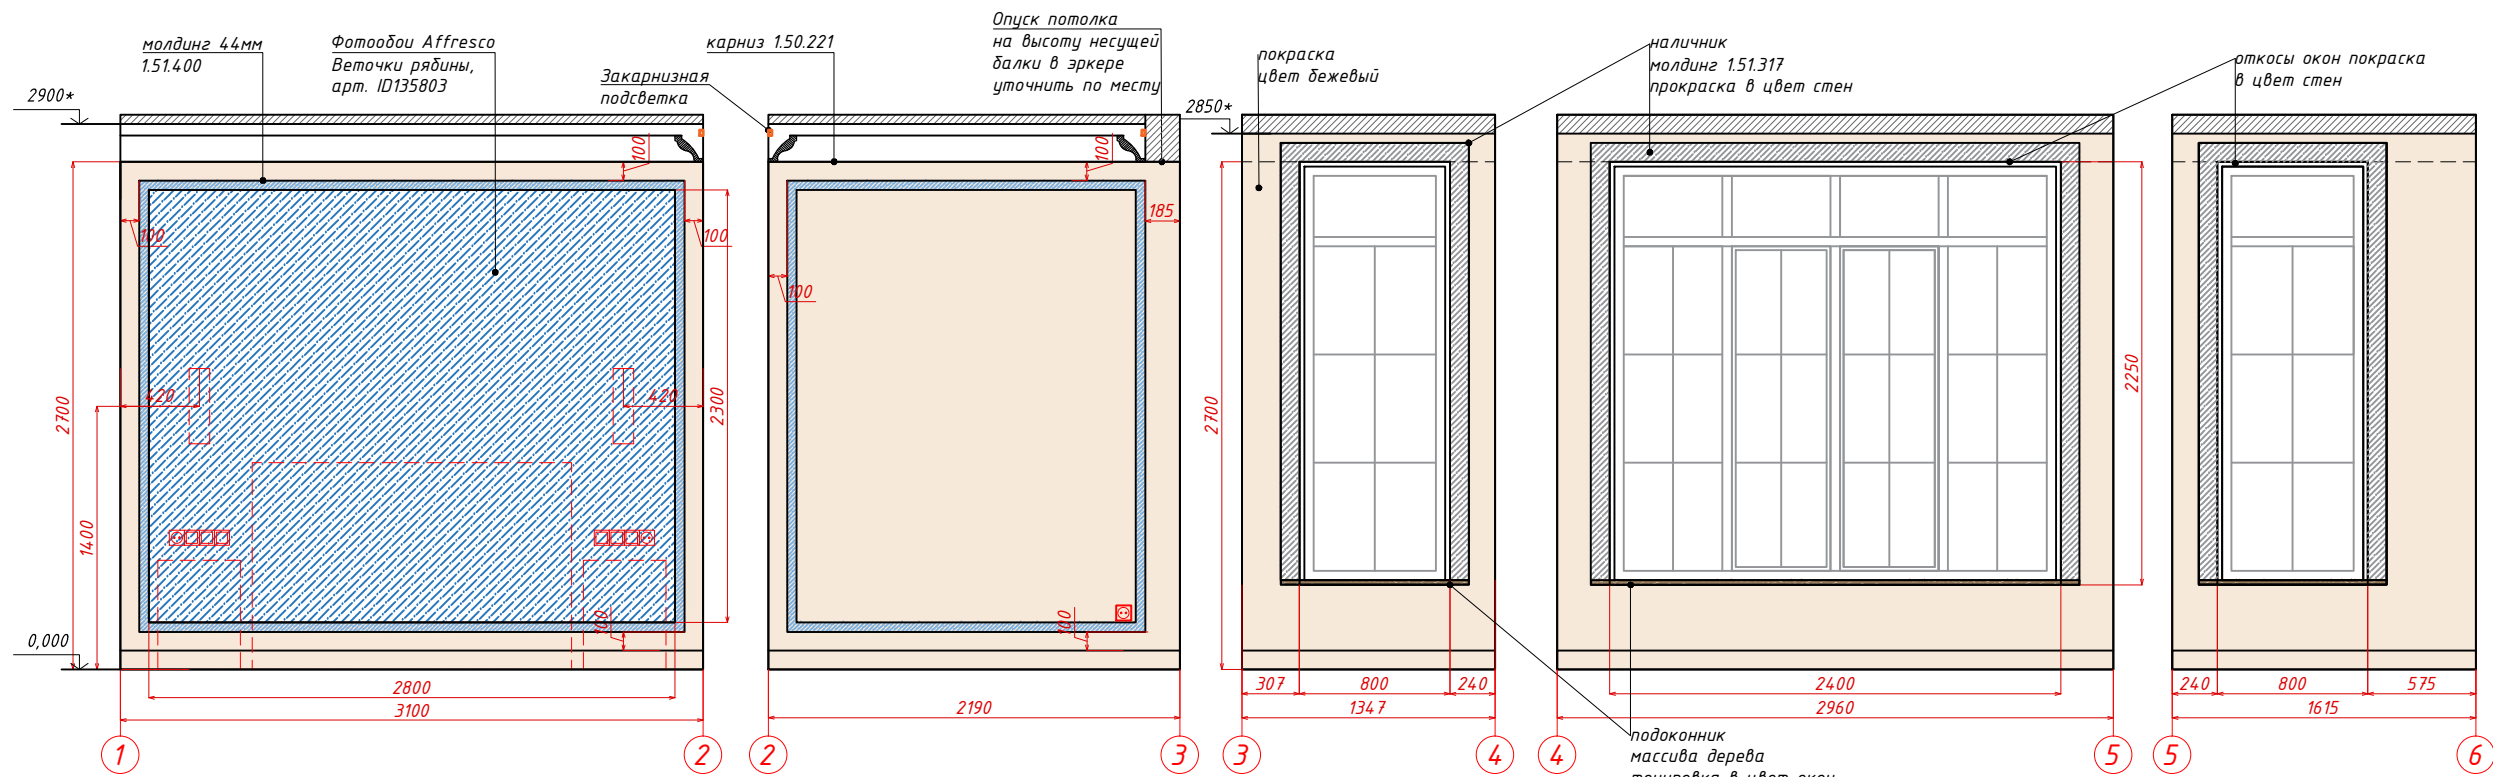 молдинг 44мм
1.51.400
Фотообои Affresco
Веточки рябины,
арт. ID135803
Закарнизная
подсветка
карниз 1.50.221
Опуск потолка
на высоту несущей
балки в эркере
уточнить по месту
покраска
цвет бежевый
наличник
молдинг 1.51.317
прокраска в цвет стен
откосы окон покраска
в цвет стен
2900*
2850*
100
100
100
100
185
100
420
420
2700
1400
2300
2700
2250
100
100
0,000
2800
3100
2190
307
800
240
1347
2400
2960
240
800
575
1615
подоконник
массива дерева
тонировка в цвет окон
1
2
2
3
3
4
4
5
5
6